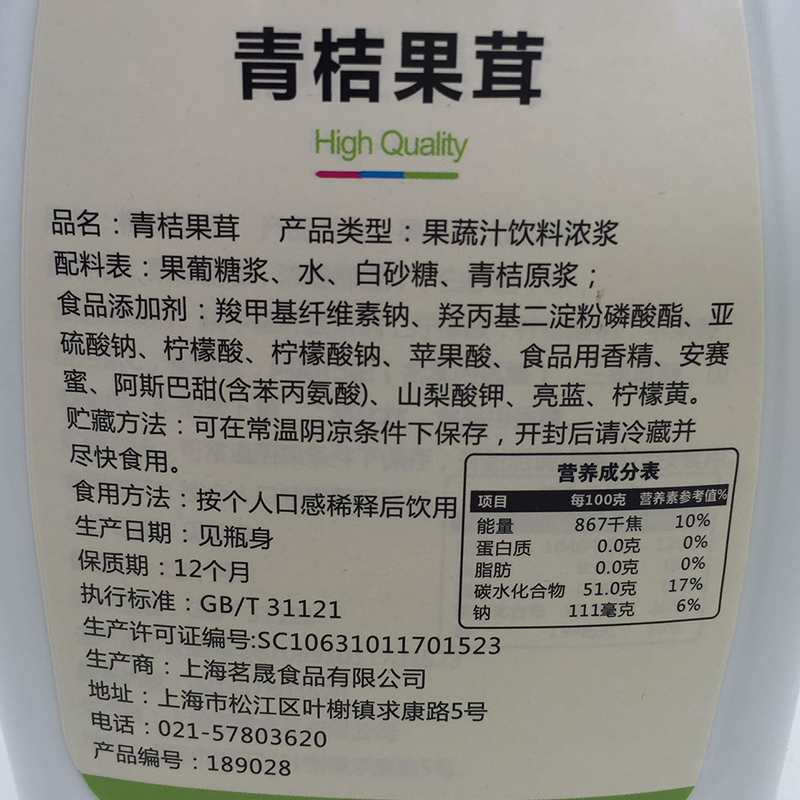 青桔果茸
High Quality
品名：青桔果茸 产品类型：果蔬汁饮料浓浆
配料表：果葡糖浆、水、白砂糖、青桔原浆；
食品添加剂：羧甲基纤维素钠、羟丙基二淀粉磷酸酯、亚
硫酸钠、柠檬酸、柠檬酸钠、苹果酸、食品用香精、安赛
蜜、阿斯巴甜(含苯丙氨酸)、山梨酸钾、亮蓝、柠檬黄。
贮藏方法：可在常温阴凉条件下保存，开封后请冷藏并
尽快食用。
食用方法：按个人口感稀释后饮用
生产日期：见瓶身
保质期：12个月
执行标准：GB/T 31121
生产许可证编号:SC10631011701523
生产商：上海茗晟食品有限公司
地址：上海市松江区叶榭镇求康路5号
电话：021-57803620
产品编号：189028
营养成分表
项目 每100克 营养素参考值%
能量 867千焦 10%
蛋白质 0.0克 0%
脂肪 0.0克 0%
碳水化合物 51.0克 17%
钠 111毫克 6%